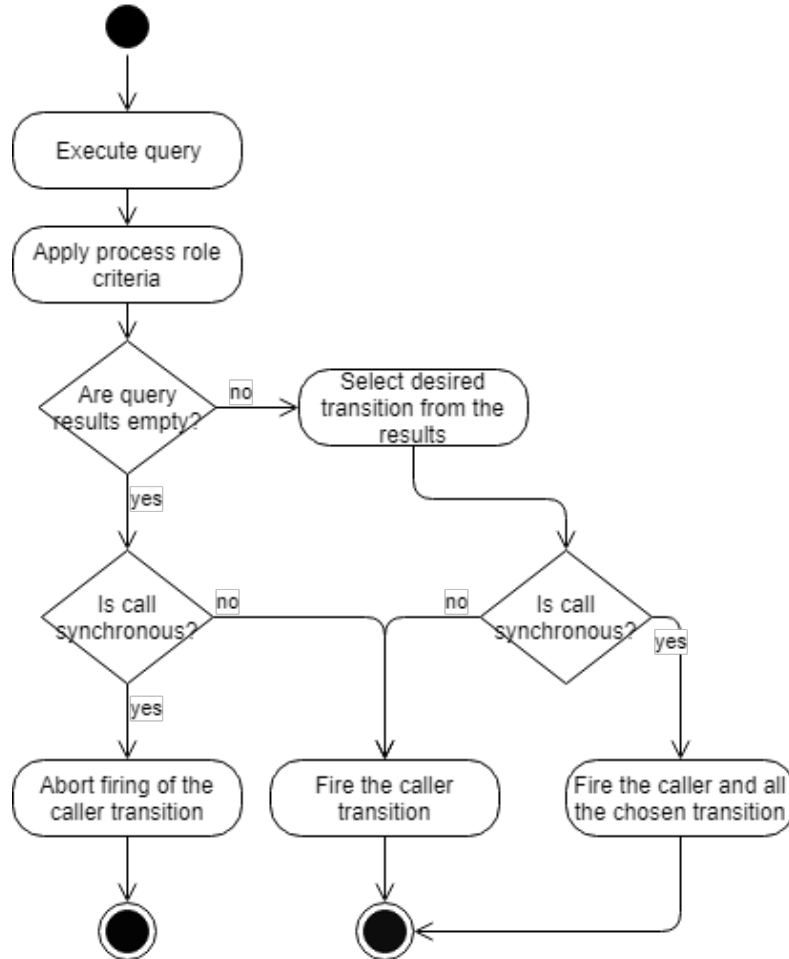 Execute query
Apply process role
criteria
Are query
results empty?
no
Select desired
transition from the
results
yes
Is call
synchronous?
no
no
Is call
synchronous?
yes
yes
Abort firing of the
caller transition
Fire the caller
transition
Fire the caller and all
the chosen transition